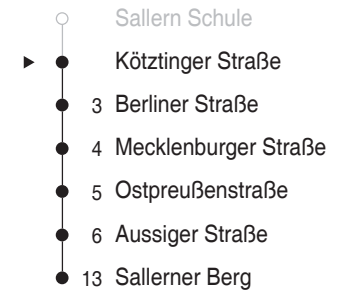 Sallern Schule
Kötztinger Straße
3 Berliner Straße
4 Mecklenburger Straße
5 Ostpreußenstraße
6 Aussiger Straße
13 Sallerner Berg